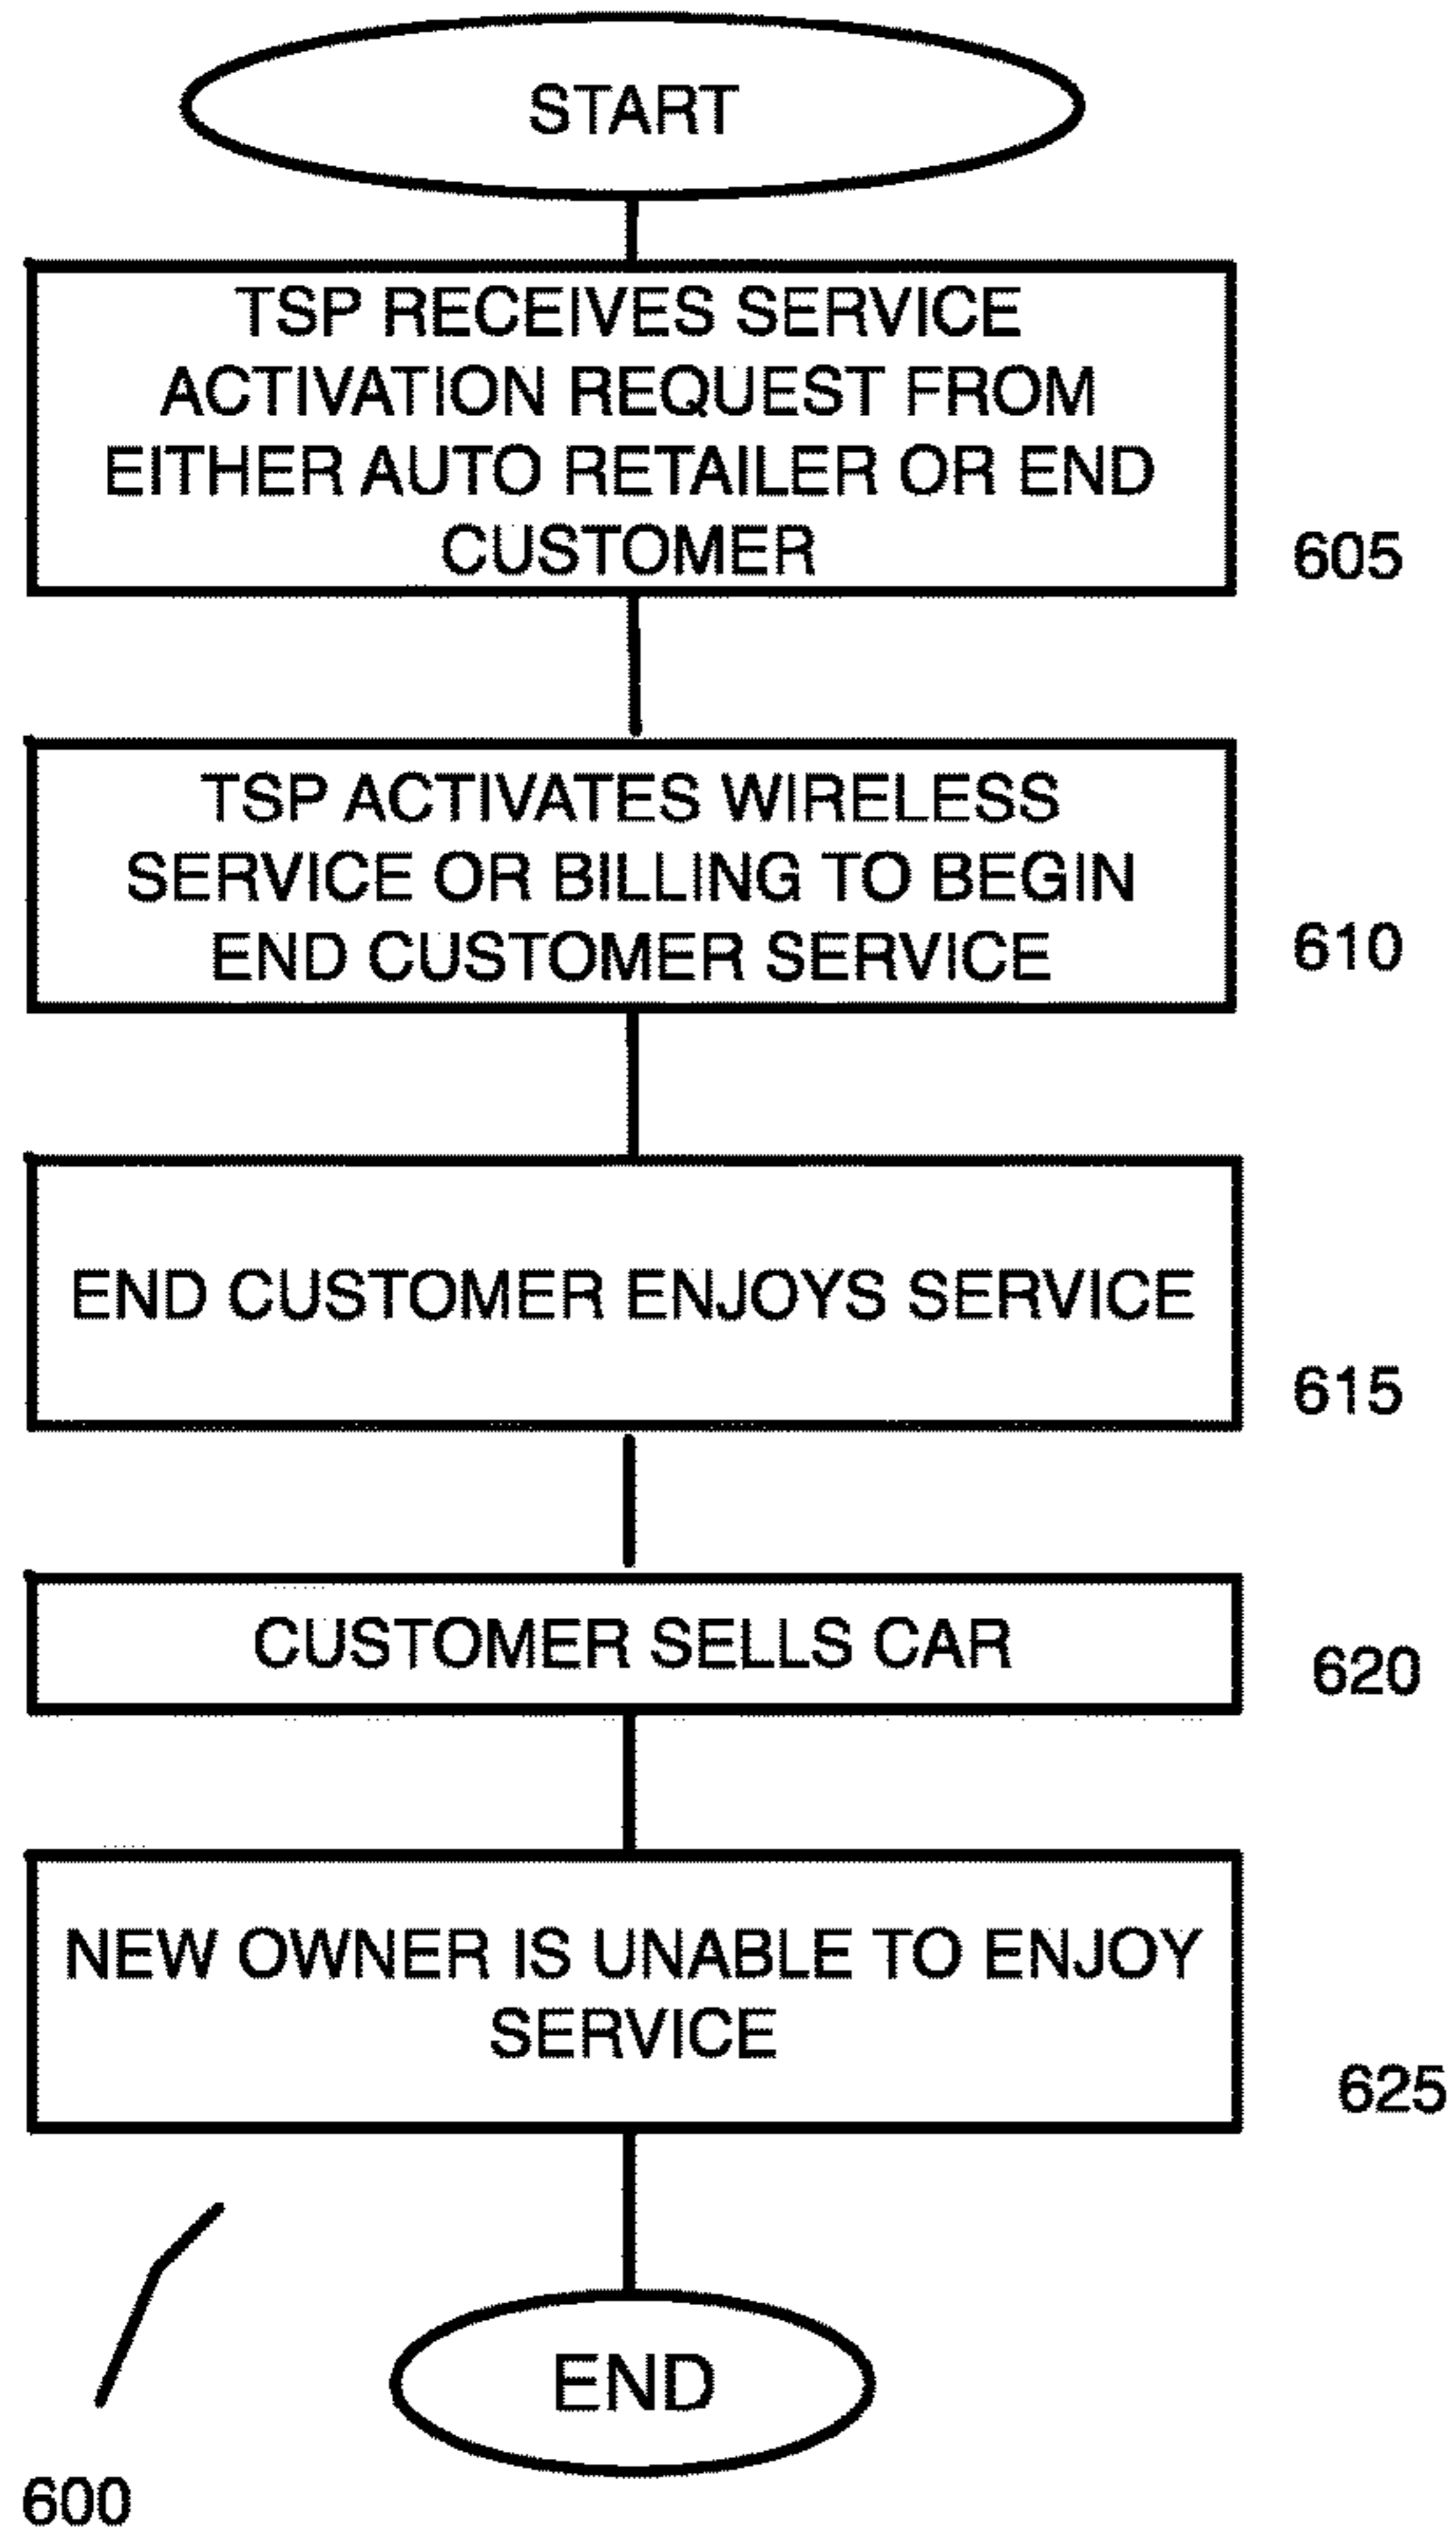 START
TSP RECEIVES SERVICE
ACTIVATION REQUEST FROM
EITHER AUTO RETAILER OR END
CUSTOMER
605
TSP ACTIVATES WIRELESS
SERVICE OR BILLING TO BEGIN
END CUSTOMER SERVICE
610
END CUSTOMER ENJOYS SERVICE
615
CUSTOMER SELLS CAR
620
NEW OWNER IS UNABLE TO ENJOY
SERVICE
625
END
600